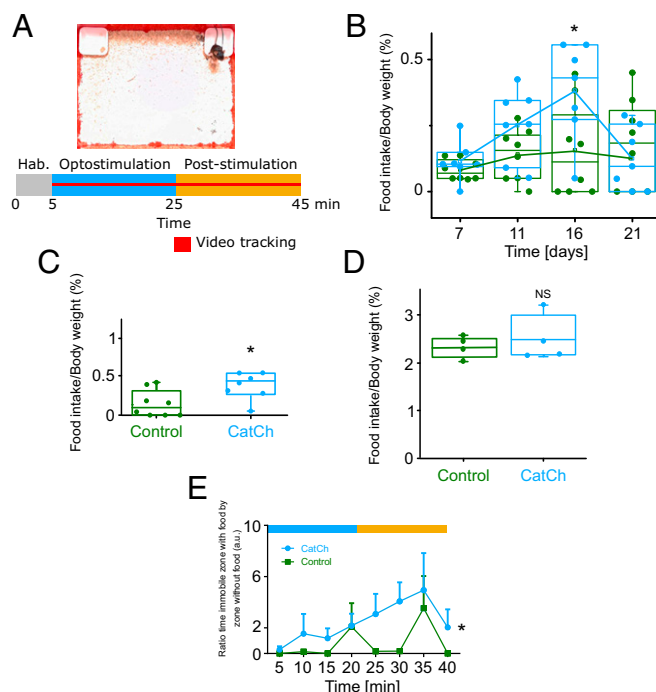 A
Hab. Optostimulation Post-stimulation
0 5 25 45 min
Time
Video tracking
B
Food intake/Body weight (%)
0.5
0
7 11 16 21
Time [days]
*
C
Food intake/Body weight (%)
1
0.5
0
*
Control CatCh
D
Food intake/Body weight (%)
3
2
0
NS
Control CatCh
E
Ratio time immobile zone with food by
zone without food (a.u.)
10
6
2
0
CatCh
Control
*
5 10 15 20 25 30 35 40
Time [min]